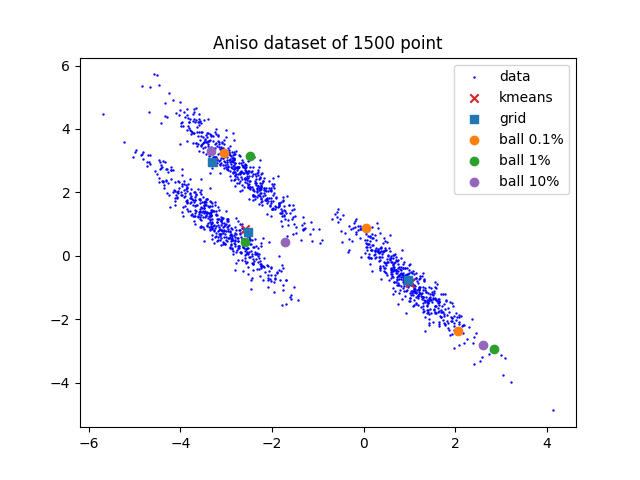 Aniso dataset of 1500 point
data
kmeans
grid
ball 0.1%
ball 1%
ball 10%
6
4
2
0
−2
−4
−6 −4 −2 0 2 4